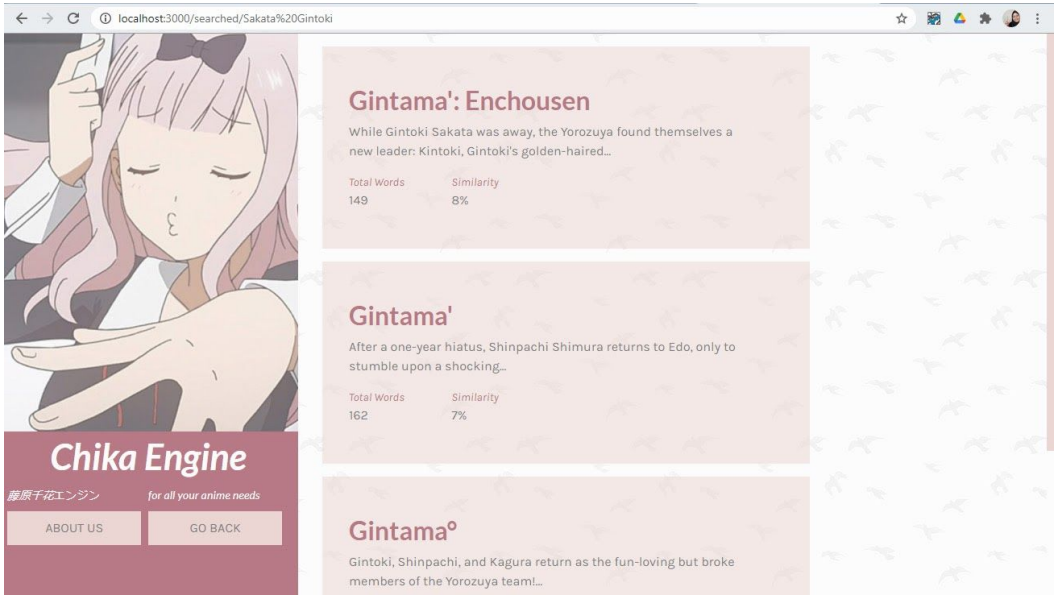 localhost:3000/searched/Sakata%20Gintoki
Chika Engine
藤原千花エンジン
for all your anime needs
ABOUT US
GO BACK
Gintama': Enchousen
While Gintoki Sakata was away, the Yorozuya found themselves a
new leader: Kintoki, Gintoki's golden-haired...
Total Words Similarity
149 8%
Gintama'
After a one-year hiatus, Shinpachi Shimura returns to Edo, only to
stumble upon a shocking...
Total Words Similarity
162 7%
Gintama°
Gintoki, Shinpachi, and Kagura return as the fun-loving but broke
members of the Yorozuya team!...